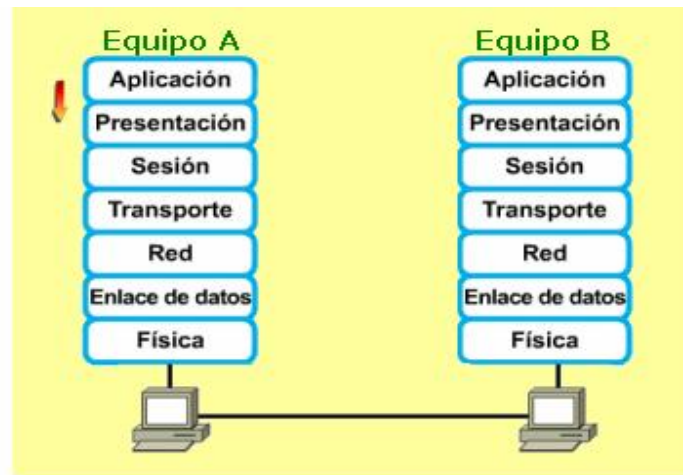 Equipo A
Aplicación
Presentación
Sesión
Transporte
Red
Enlace de datos
Física
Equipo B
Aplicación
Presentación
Sesión
Transporte
Red
Enlace de datos
Física